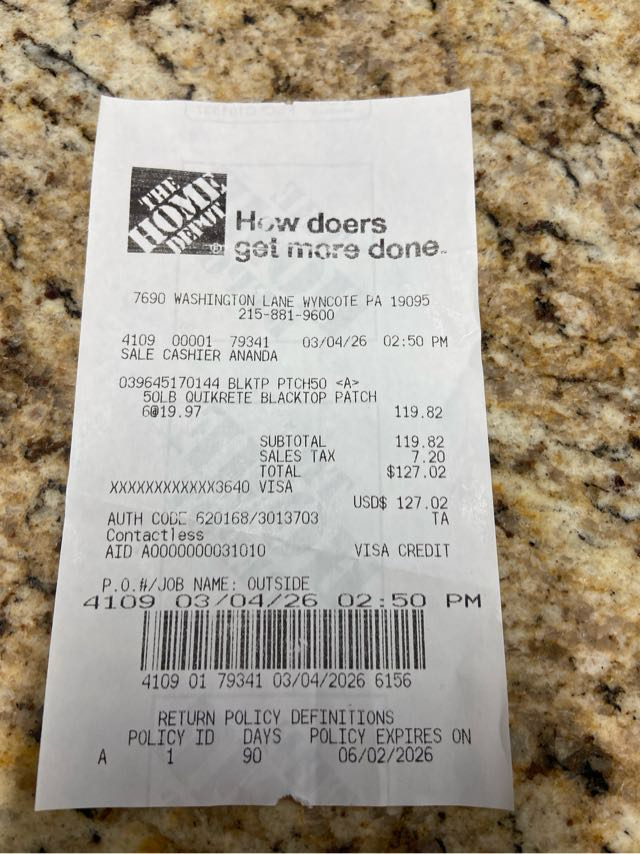 THE
HOME
DEPOT
How doers
get more done.
7690 WASHINGTON LANE WYNCOTE PA 19095
215-881-9600
4109 00001 79341 03/04/26 02:50 PM
SALE CASHIER ANANDA
039645170144 BLKTP PTCH50 <A>
50LB QUIKRETE BLACKTOP PATCH
6@19.97 119.82
SUBTOTAL 119.82
SALES TAX 7.20
TOTAL $127.02
XXXXXXXXXXXX3640 VISA
USD$ 127.02
AUTH CODE 620168/3013703 TA
Contactless
AID A0000000031010 VISA CREDIT
P.O.#/JOB NAME: OUTSIDE
4109 03/04/26 02:50 PM
4109 01 79341 03/04/2026 6156
RETURN POLICY DEFINITIONS
POLICY ID DAYS POLICY EXPIRES ON
A 1 90 06/02/2026